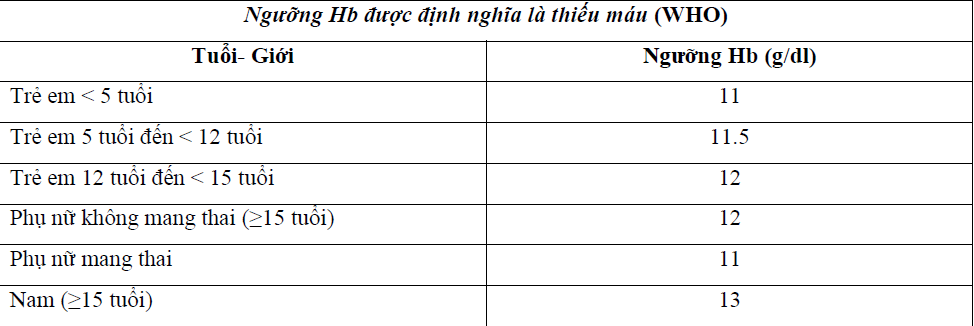 Ngưỡng Hb được định nghĩa là thiếu máu (WHO)
Tuổi- Giới Ngưỡng Hb (g/dl)
Trẻ em < 5 tuổi 11
Trẻ em 5 tuổi đến < 12 tuổi 11.5
Trẻ em 12 tuổi đến < 15 tuổi 12
Phụ nữ không mang thai (≥15 tuổi) 12
Phụ nữ mang thai 11
Nam (≥15 tuổi) 13